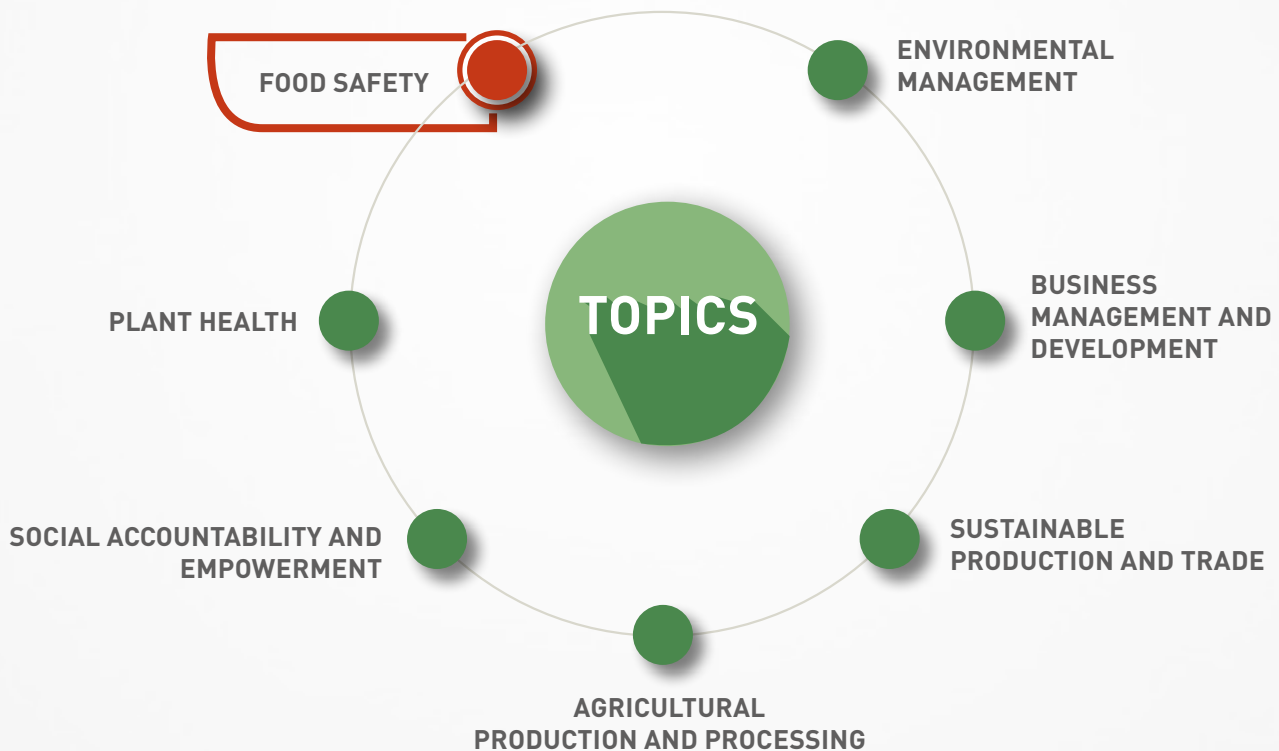 FOOD SAFETY
ENVIRONMENTAL
MANAGEMENT
TOPICS
BUSINESS
MANAGEMENT AND
DEVELOPMENT
PLANT HEALTH
SOCIAL ACCOUNTABILITY AND
EMPOWERMENT
SUSTAINABLE
PRODUCTION AND TRADE
AGRICULTURAL
PRODUCTION AND PROCESSING